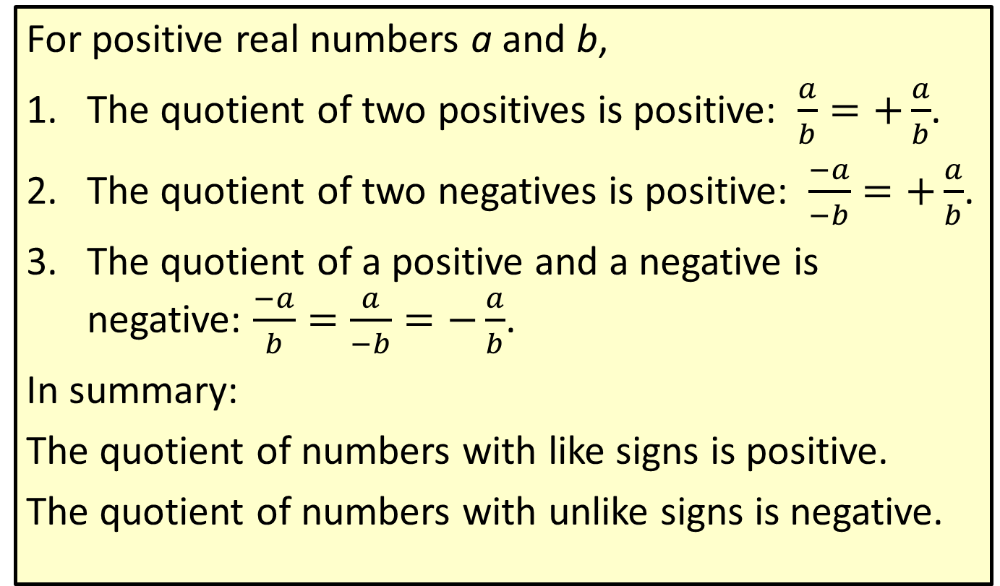 For positive real numbers a and b,
1. The quotient of two positives is positive: \frac{a}{b} = +\frac{a}{b}.
2. The quotient of two negatives is positive: \frac{-a}{-b} = +\frac{a}{b}.
3. The quotient of a positive and a negative is
negative: \frac{-a}{b} = \frac{a}{-b} = -\frac{a}{b}.
In summary:
The quotient of numbers with like signs is positive.
The quotient of numbers with unlike signs is negative.